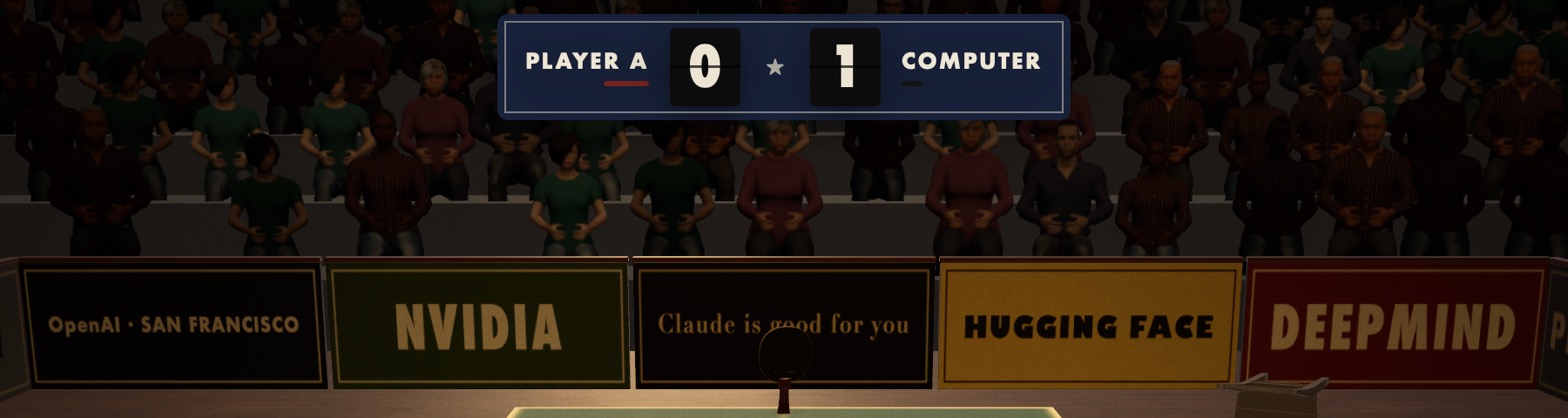 PLAYER A 0 ★ 1 COMPUTER
OpenAI · SAN FRANCISCO
NVIDIA
Claude is good for you
HUGGING FACE
DEEPMIND